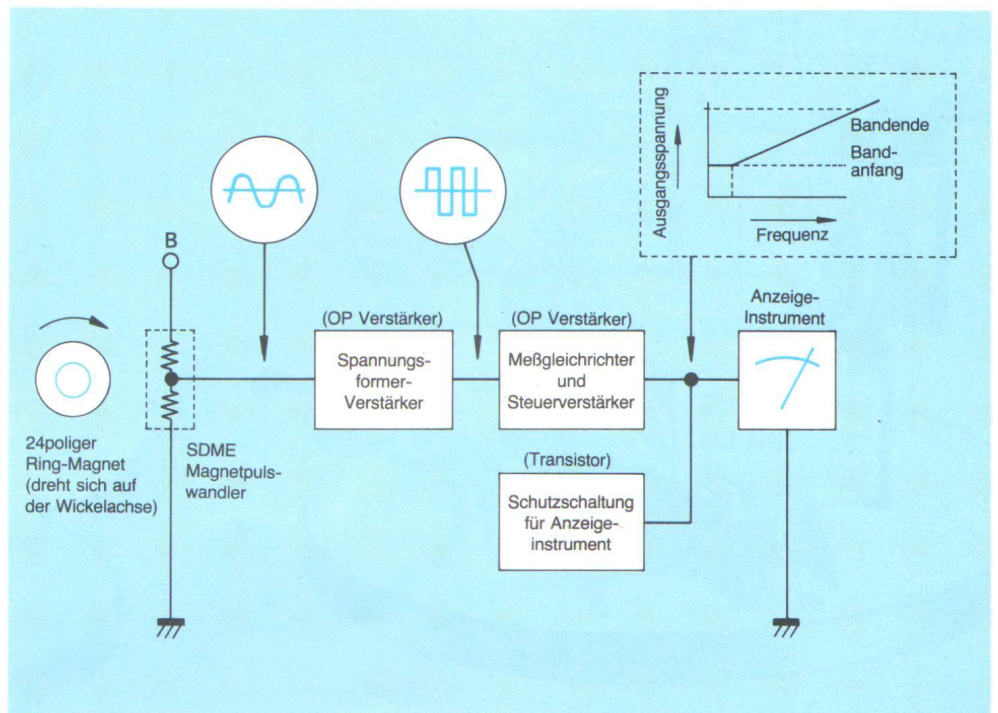 Ausgangsspannung
Bandende
Band-
anfang
Frequenz
B
(OP Verstärker)
Spannungs-
former-
Verstärker
(OP Verstärker)
Meßgleichrichter
und
Steuerverstärker
Anzeige-
Instrument
24poliger
Ring-Magnet
(dreht sich auf
der Wickelachse)
SDME
Magnetpuls-
wandler
(Transistor)
Schutzschaltung
für Anzeige-
instrument